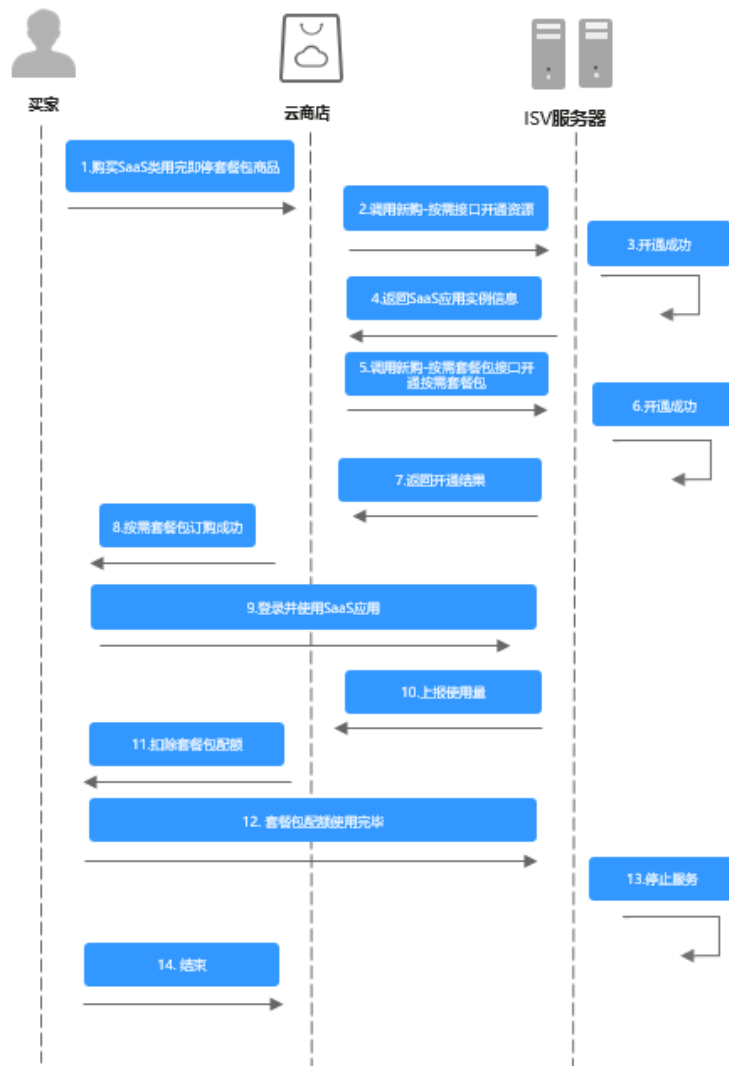 买家
云商店
ISV服务器
1.购买SaaS类用完即停套餐包商品
2.调用新购-按需接口开通资源
3.开通成功
4.返回SaaS应用实例信息
5.调用新购-按需套餐包接口开
通按需套餐包
6.开通成功
7.返回开通结果
8.按需套餐包订购成功
9.登录并使用SaaS应用
10.上报使用量
11.扣除套餐包配额
12. 套餐包配额使用完毕
13.停止服务
14. 结束